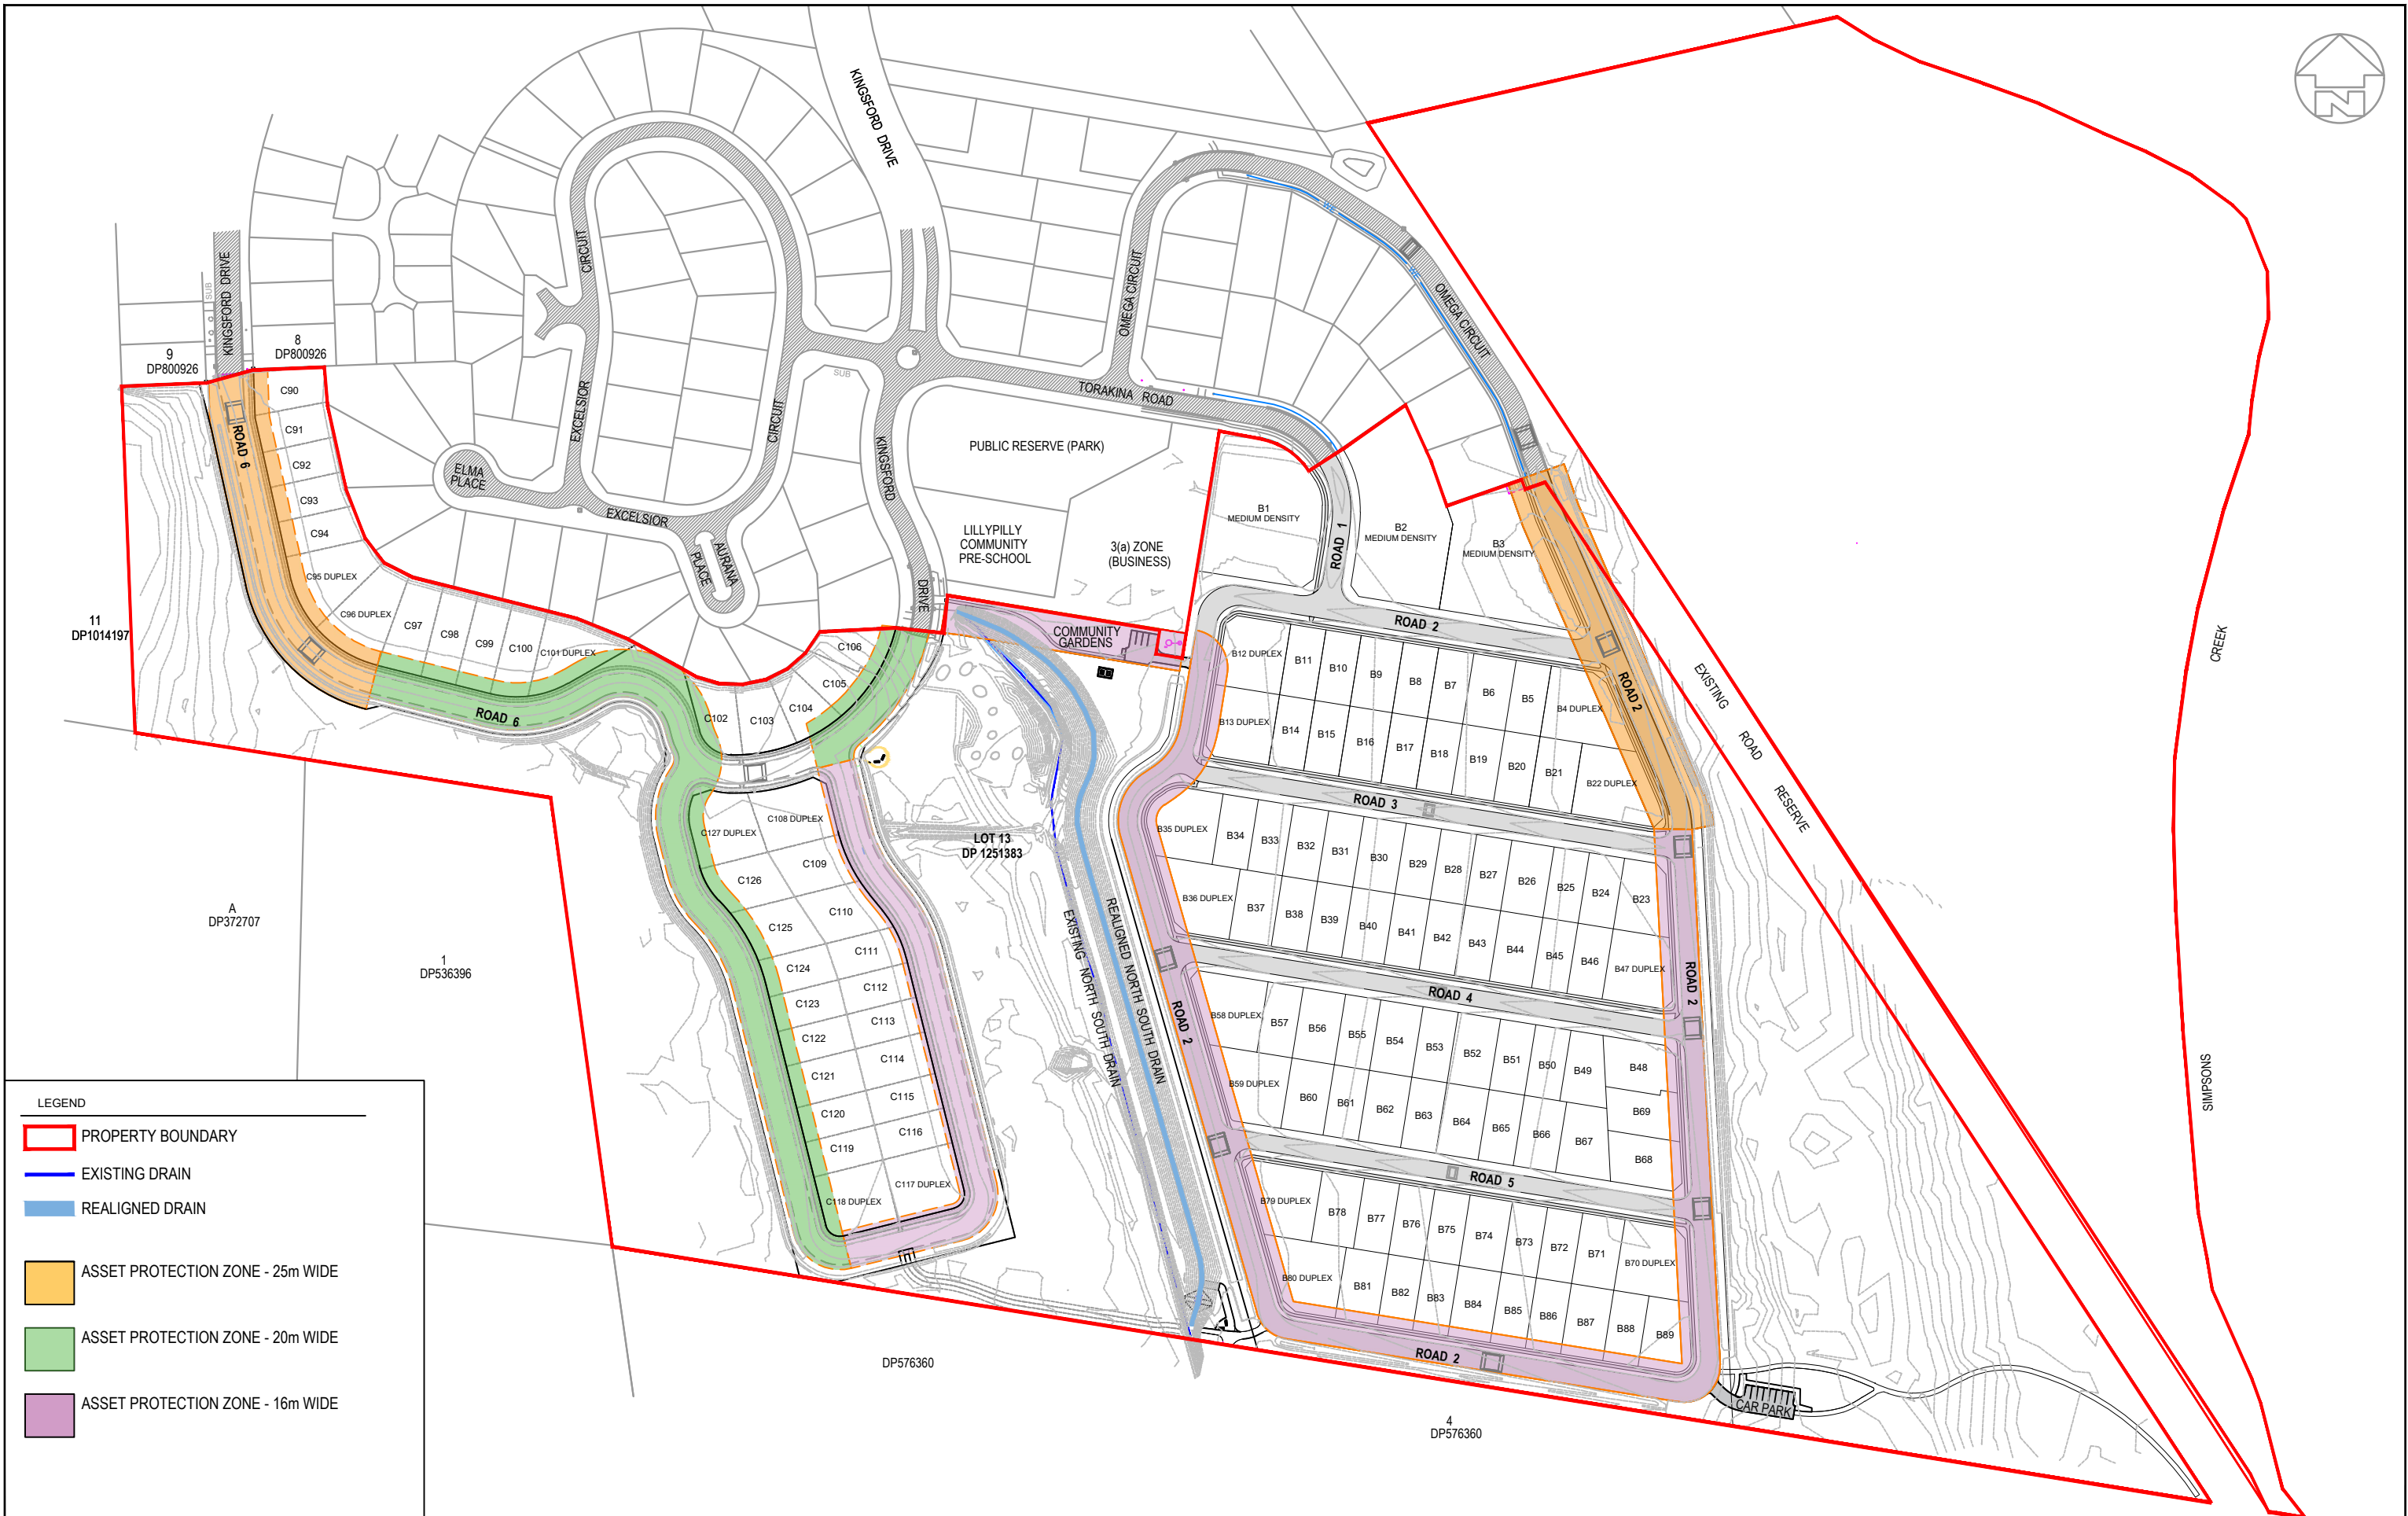 KINGSFORD DRIVE
N
CIRCUIT
KINGSFORD DRIVE
SUB
OMEGA CIRCUIT
OMEGA CIRCUIT
9
DP800926
8
DP800926
SUB
TORAKINA ROAD
EXCELSIOR
CIRCUIT
KINGSFORD
DRIVE
ELMA
PLACE
EXCELSIOR
AURANA
PLACE
PUBLIC RESERVE (PARK)
LILLYPILLY
COMMUNITY
PRE-SCHOOL
3(a) ZONE
(BUSINESS)
B1
MEDIUM DENSITY
ROAD 1
B2
MEDIUM DENSITY
B3
MEDIUM DENSITY
C90
C91
C92
C93
C94
C95 DUPLEX
C96 DUPLEX
C97
C98
C99
C100
C101 DUPLEX
ROAD 6
ROAD 6
11
DP1014197
C102
C103
C104
C105
C106
COMMUNITY
GARDENS
ROAD 2
ROAD 2
EXISTING
ROAD
RESERVE
CREEK
SIMPSONS
B12 DUPLEX
B11
B10
B9
B8
B7
B6
B5
B4 DUPLEX
B13 DUPLEX
B14
B15
B16
B17
B18
B19
B20
B21
B22 DUPLEX
ROAD 3
B35 DUPLEX
B34
B33
B32
B31
B30
B29
B28
B27
B26
B25
B24
B23
B36 DUPLEX
B37
B38
B39
B40
B41
B42
B43
B44
B45
B46
B47 DUPLEX
ROAD 2
ROAD 4
ROAD 2
B58 DUPLEX
B57
B56
B55
B54
B53
B52
B51
B50
B49
B48
B59 DUPLEX
B60
B61
B62
B63
B64
B65
B66
B67
B69
B68
ROAD 5
B79 DUPLEX
B78
B77
B76
B75
B74
B73
B72
B71
B70 DUPLEX
B80 DUPLEX
B81
B82
B83
B84
B85
B86
B87
B88
B89
ROAD 2
CAR PARK
C127 DUPLEX
C108 DUPLEX
C126
C109
C125
C110
C124
C111
C123
C112
C122
C113
C121
C114
C120
C115
C119
C116
C118 DUPLEX
C117 DUPLEX
LOT 13
DP 1251383
EXISTING NORTH SOUTH DRAIN
REALIGNED NORTH SOUTH DRAIN
A
DP372707
1
DP536396
DP576360
4
DP576360
LEGEND
PROPERTY BOUNDARY
EXISTING DRAIN
REALIGNED DRAIN
ASSET PROTECTION ZONE - 25m WIDE
ASSET PROTECTION ZONE - 20m WIDE
ASSET PROTECTION ZONE - 16m WIDE